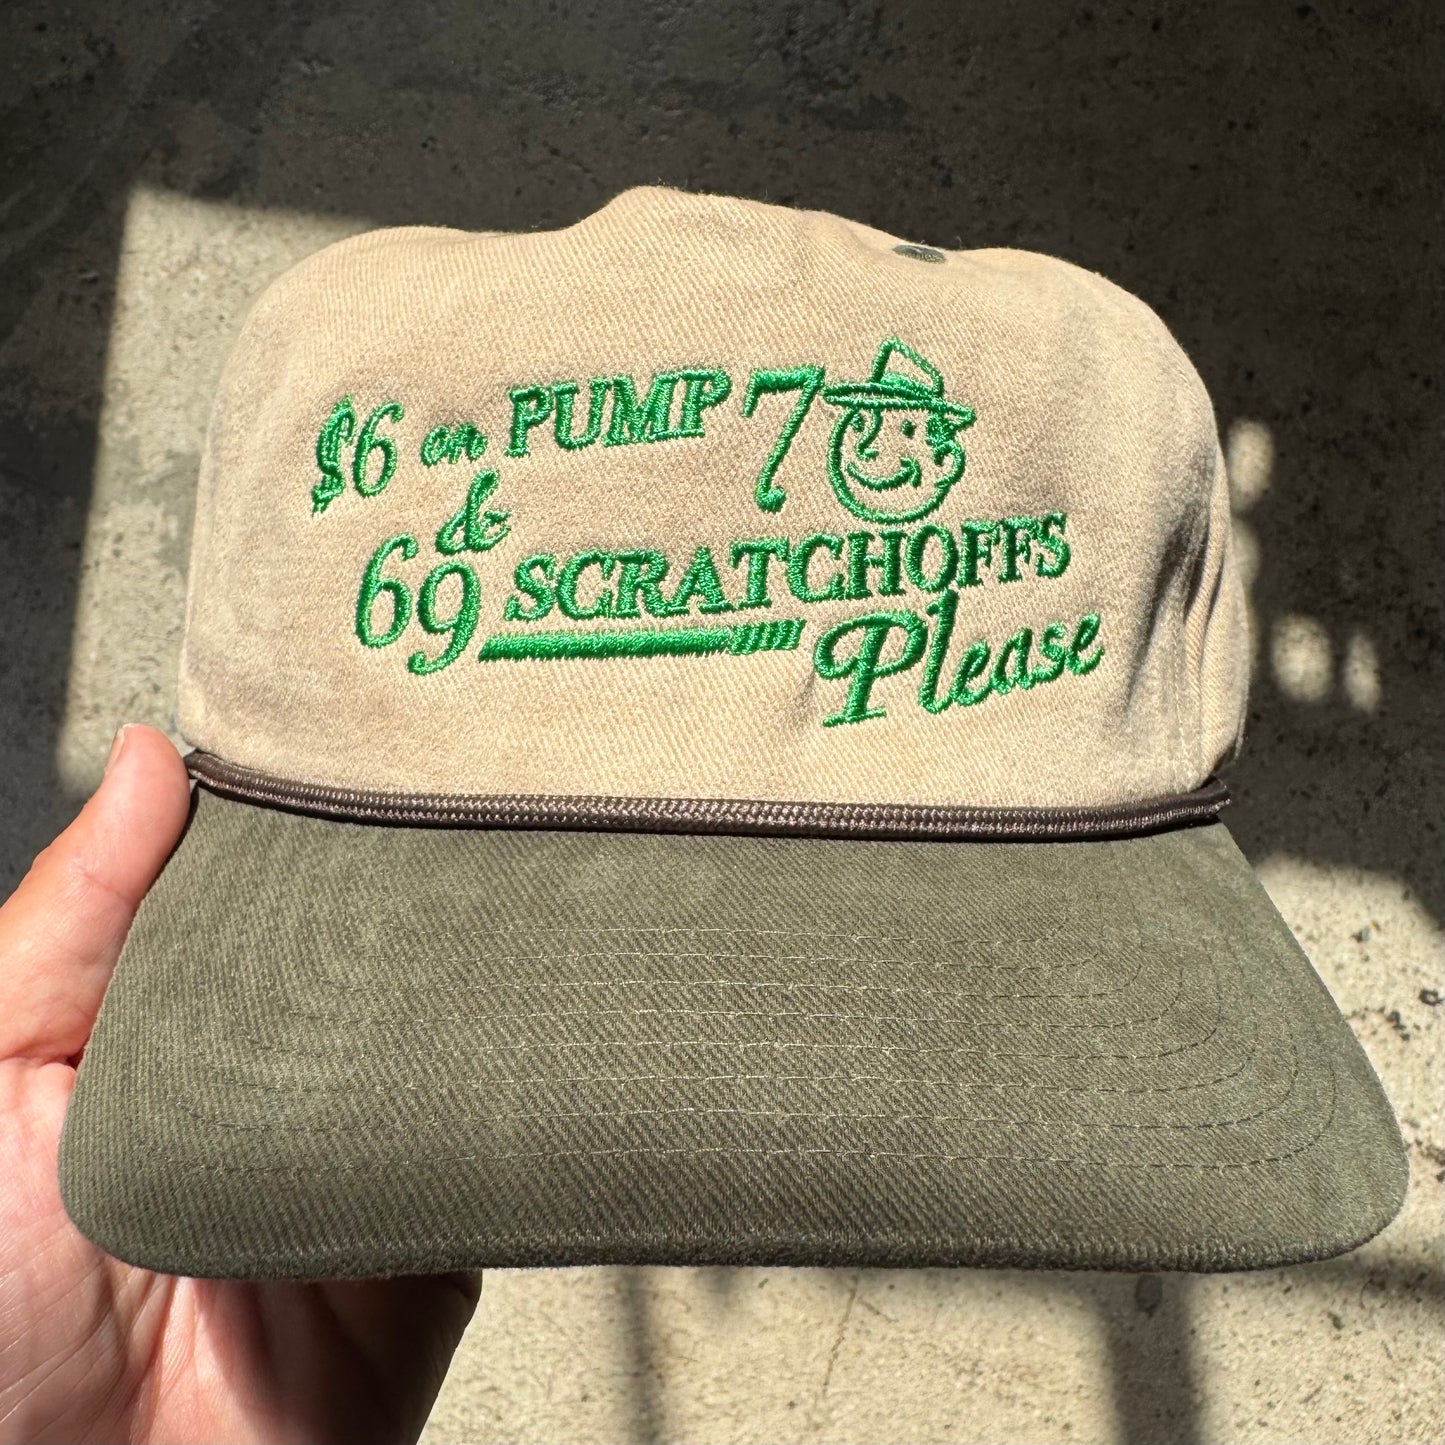 $6 on PUMP 7
&
69 SCRATCHOFFS
Please